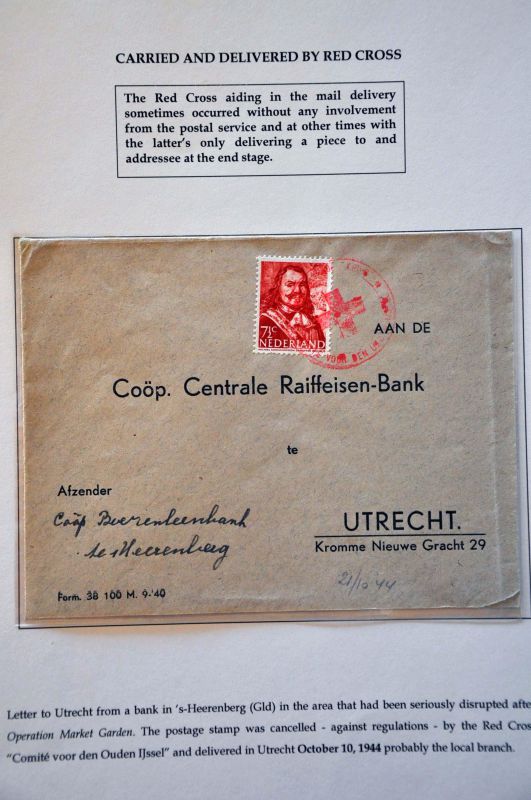 CARRIED AND DELIVERED BY RED CROSS
The Red Cross aiding in the mail delivery
sometimes occurred without any involvement
from the postal service and at other times with
the latter's only delivering a piece to and
addressee at the end stage.
7½C
NEDERLAND
VOOR DEN
AAN DE
Coöp. Centrale Raiffeisen-Bank
te
Afzender
Coöp Boerenleenbank
te s Heerenberg
UTRECHT.
Kromme Nieuwe Gracht 29
21/10 44
Form. 38 100 M. 9-'40
Letter to Utrecht from a bank in 's-Heerenberg (Gld) in the area that had been seriously disrupted afte
Operation Market Garden. The postage stamp was cancelled - against regulations - by the Red Cros
"Comité voor den Ouden IJssel" and delivered in Utrecht October 10, 1944 probably the local branch.